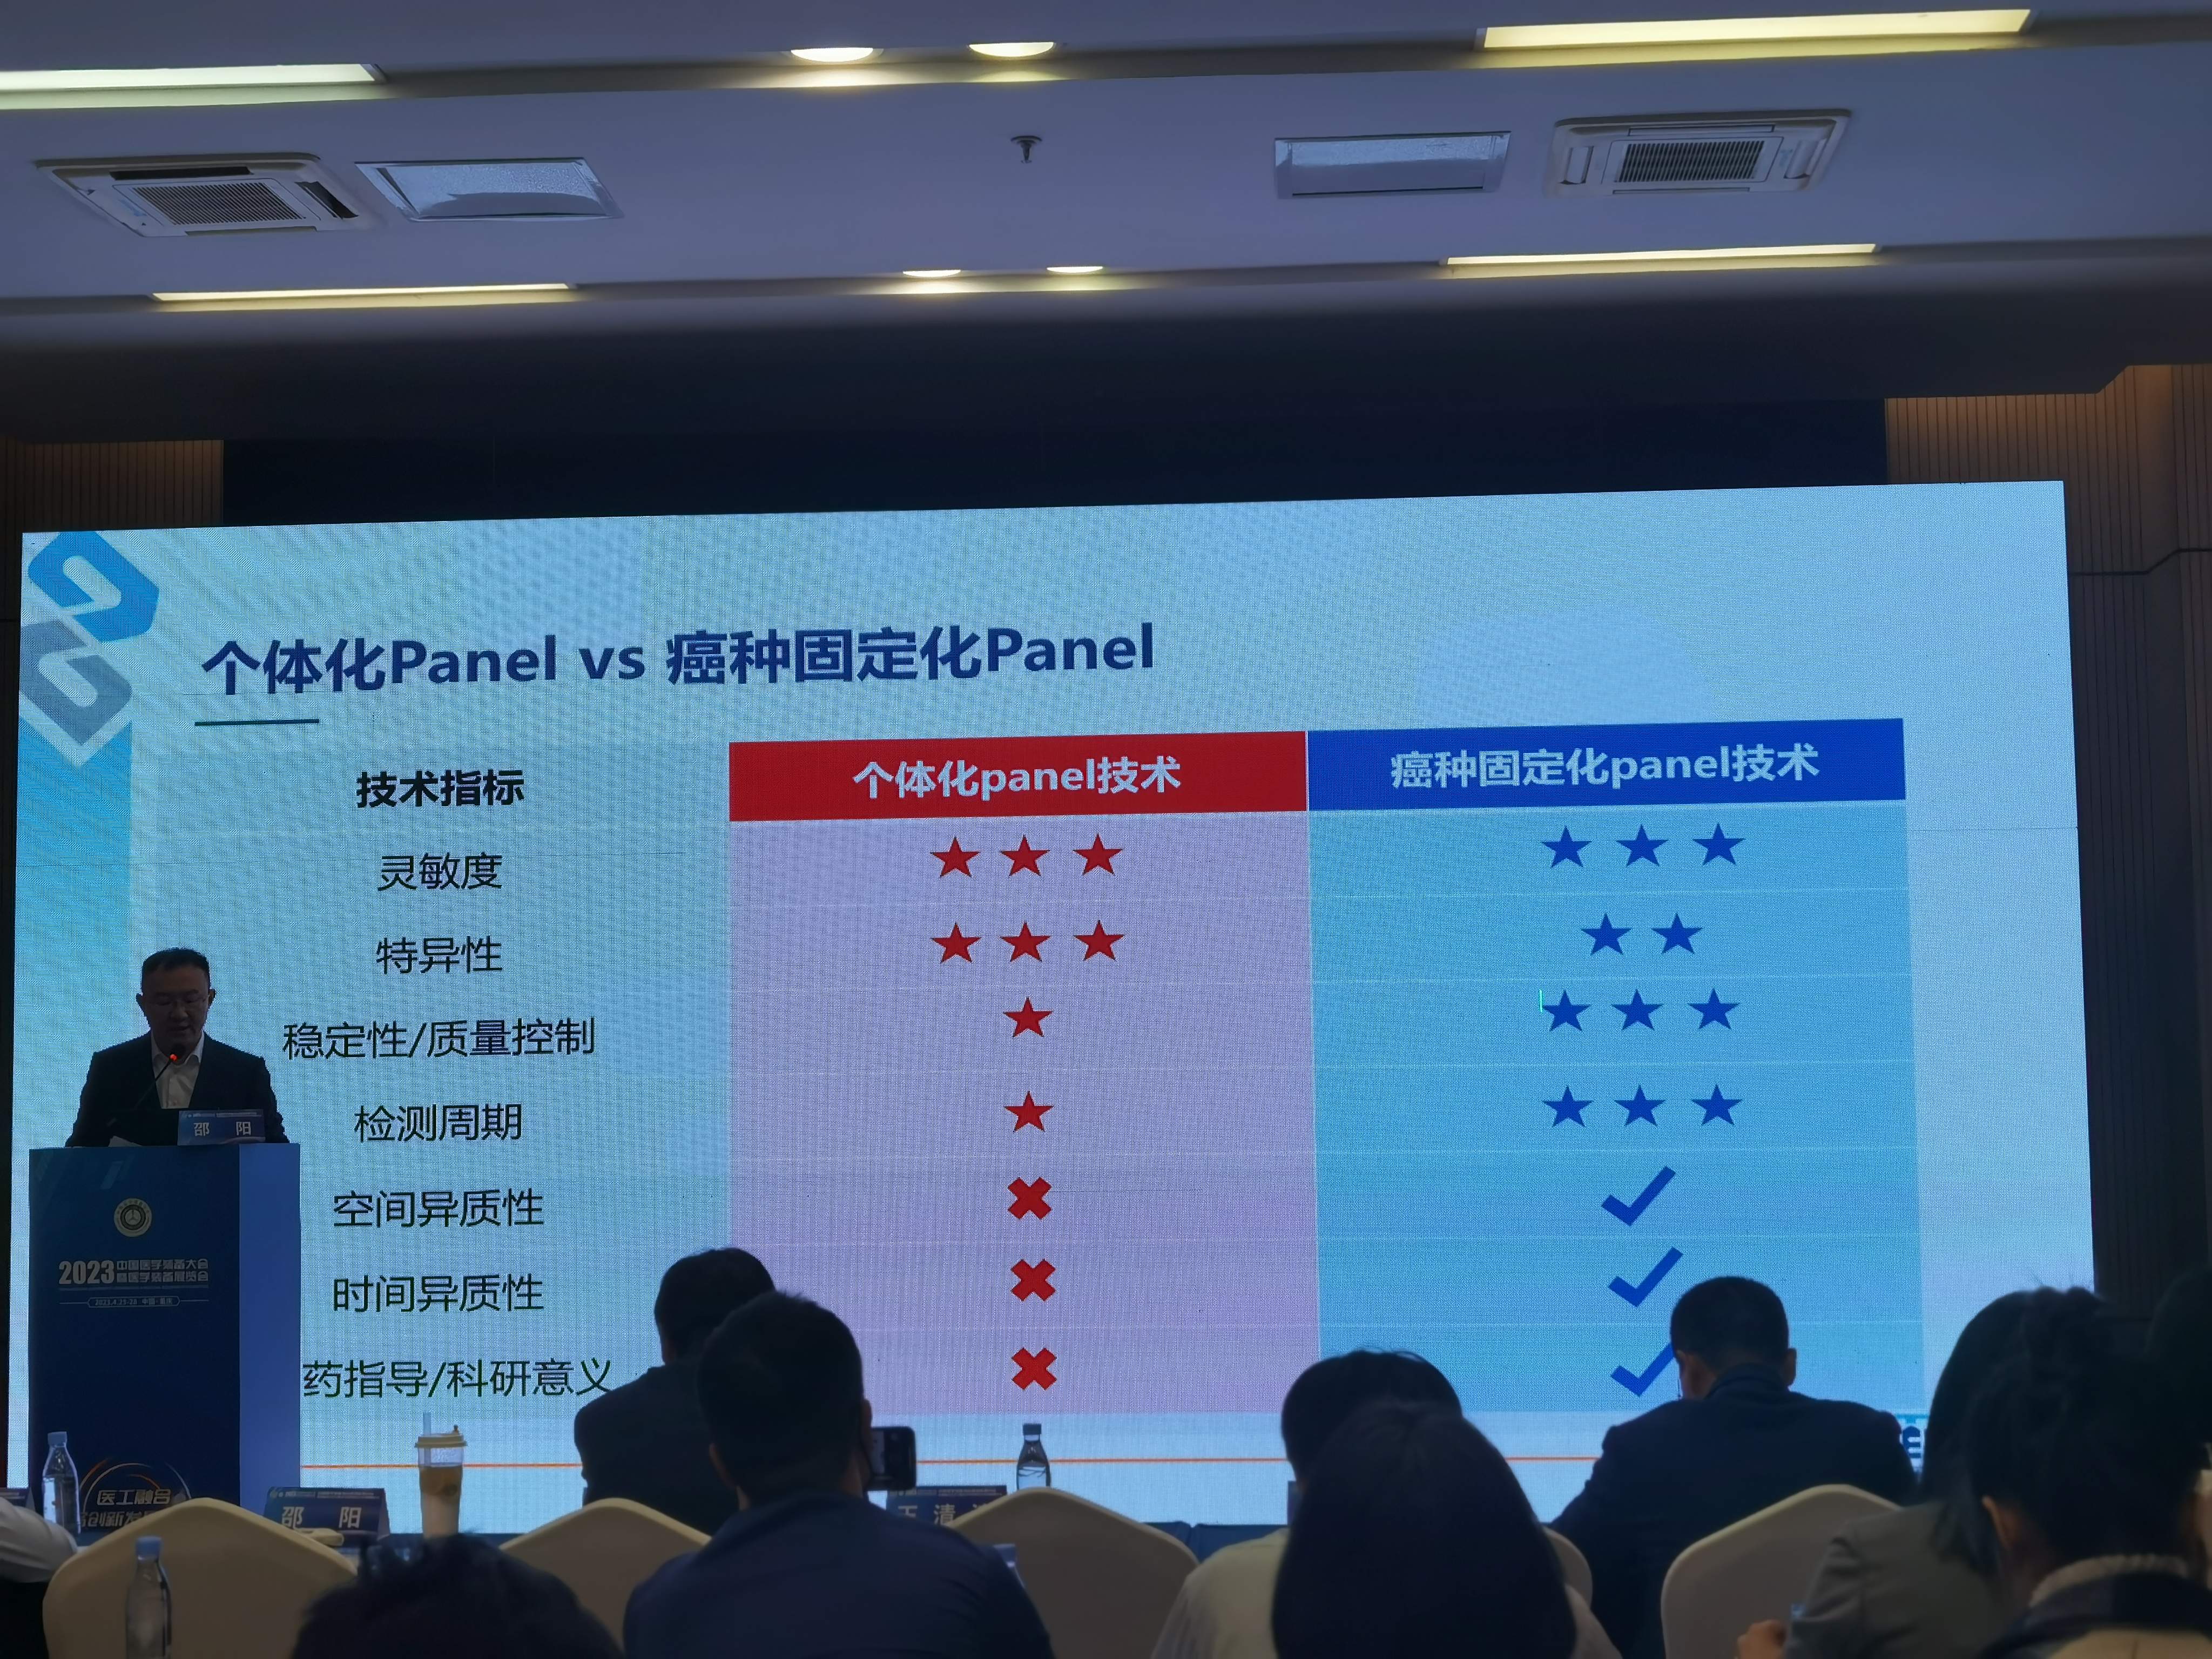 个体化Panel vs 癌种固定化Panel
技术指标
个体化panel技术
癌种固定化panel技术
灵敏度
★ ★ ★
★ ★ ★
特异性
★ ★ ★
★ ★
稳定性/质量控制
★
★ ★ ★
检测周期
★
★ ★ ★
空间异质性
✖
✔
时间异质性
✖
✔
药指导/科研意义
✖
✔
邵 阳
2023 中国医学装备大会
暨医学装备展览会
医工融合
创新发
邵 阳
王 清